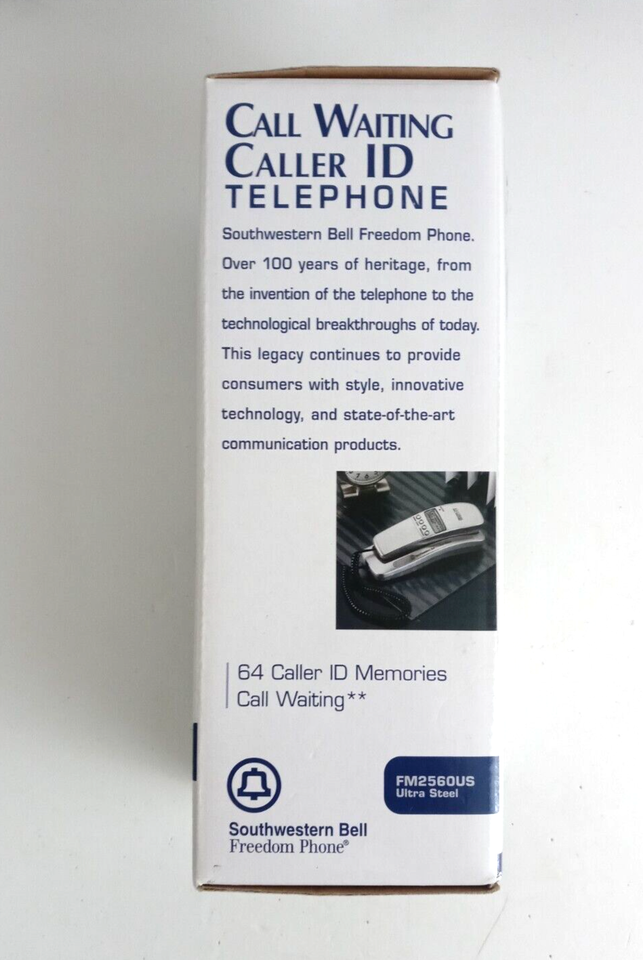 CALL WAITING
CALLER ID
TELEPHONE
Southwestern Bell Freedom Phone.
Over 100 years of heritage, from
the invention of the telephone to the
technological breakthroughs of today.
This legacy continues to provide
consumers with style, innovative
technology, and state-of-the-art
communication products.
64 Caller ID Memories
Call Waiting**
FM2560US
Ultra Steel
Southwestern Bell
Freedom Phone®